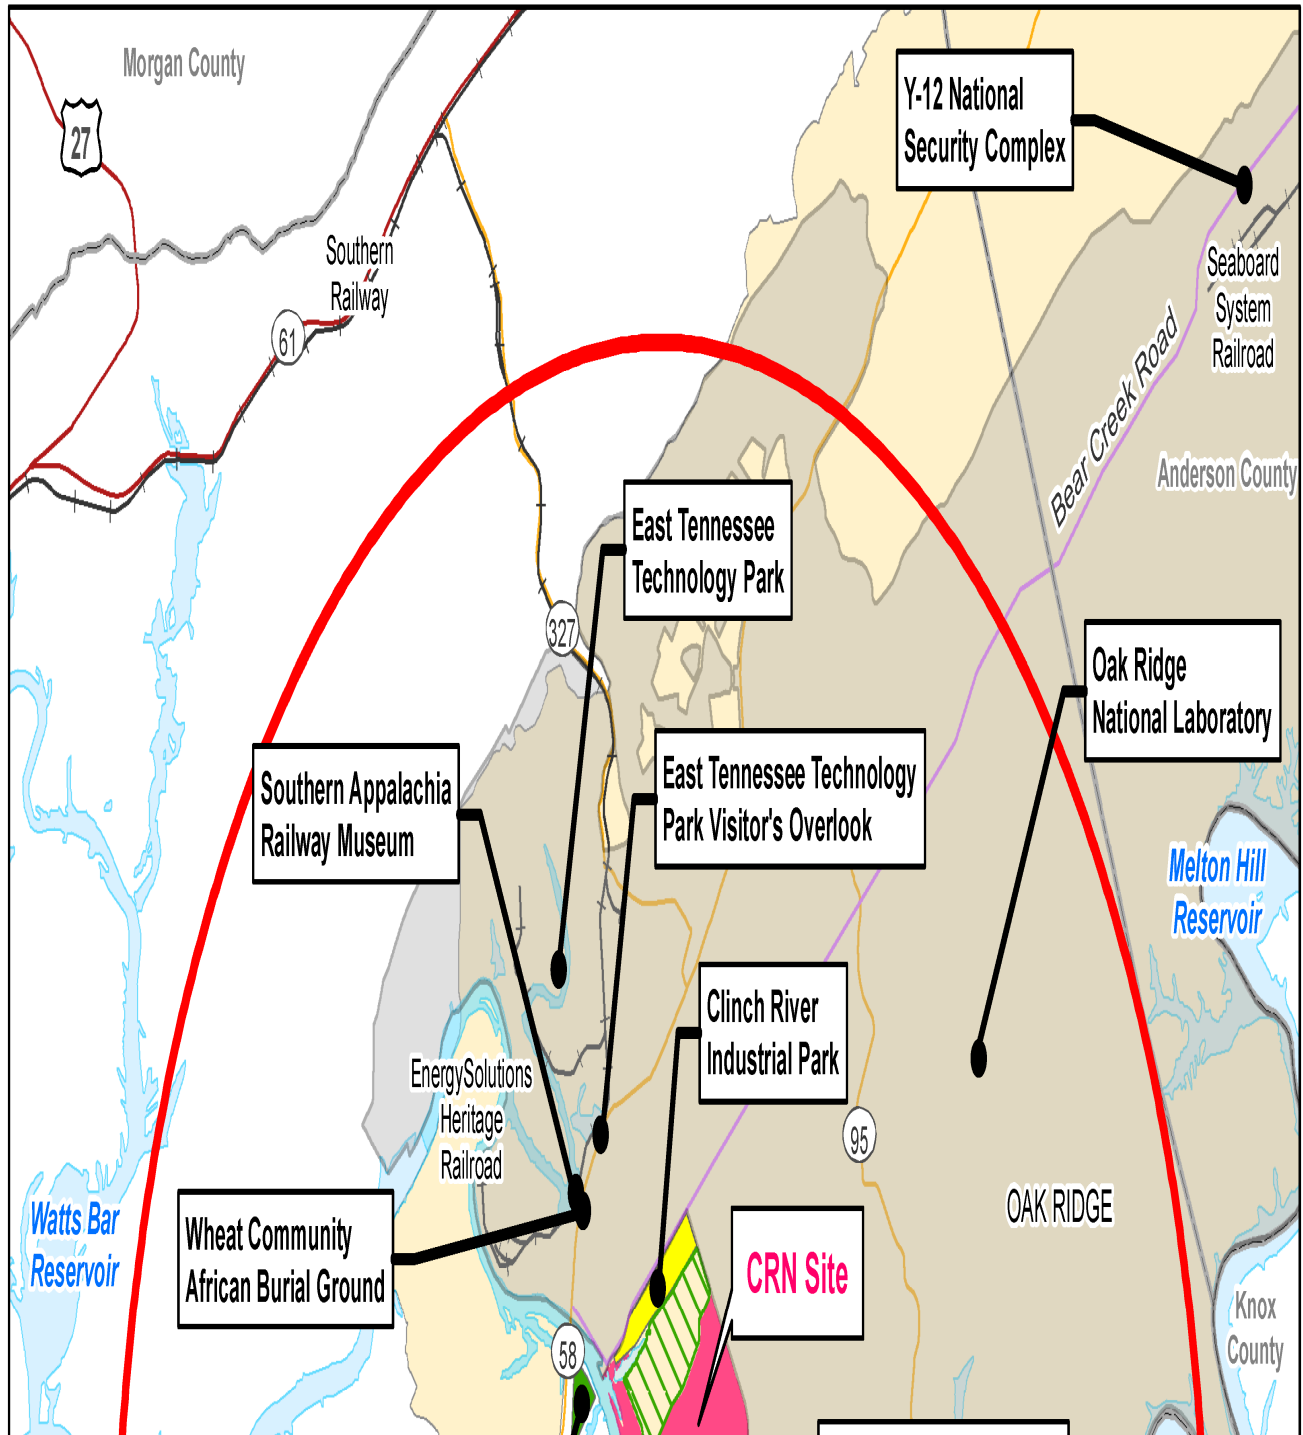 Morgan County
27
Y-12 National
Security Complex
Southern
Railway
61
Seaboard
System
Railroad
Bear Creek Road
Anderson County
East Tennessee
Technology Park
327
Oak Ridge
National Laboratory
Southern Appalachia
Railway Museum
East Tennessee Technology
Park Visitor's Overlook
Melton Hill
Reservoir
Clinch River
Industrial Park
EnergySolutions
Heritage
Railroad
95
OAK RIDGE
Watts Bar
Reservoir
Wheat Community
African Burial Ground
CRN Site
Knox
County
58